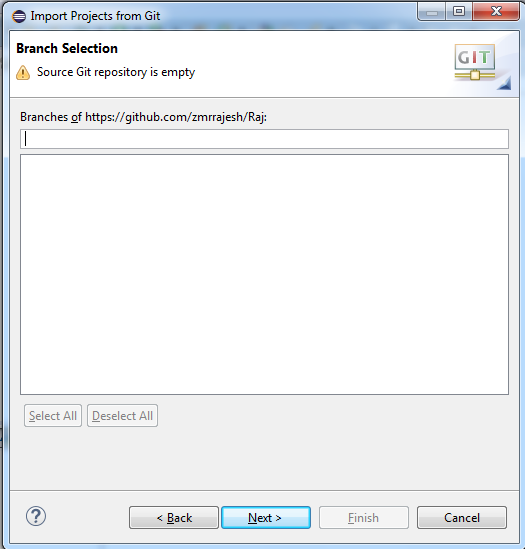 Import Projects from Git
Branch Selection
Source Git repository is empty
GIT
Branches of https://github.com/zmrrajesh/Raj:
Select All
Deselect All
?
< Back
Next >
Finish
Cancel